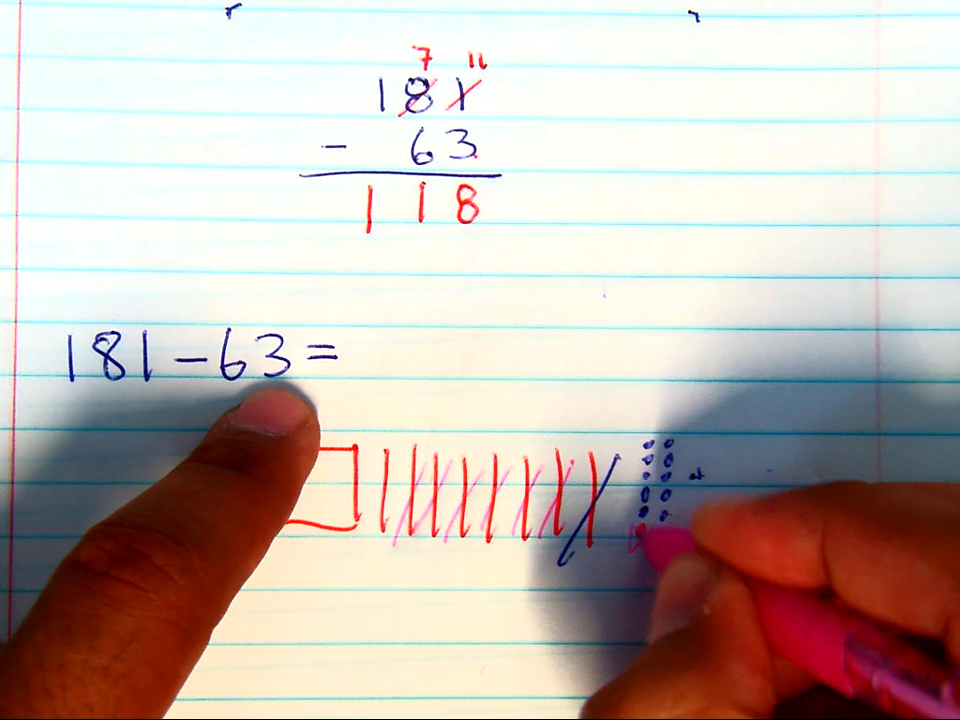 7 11
181
- 63
118
181 - 63 =